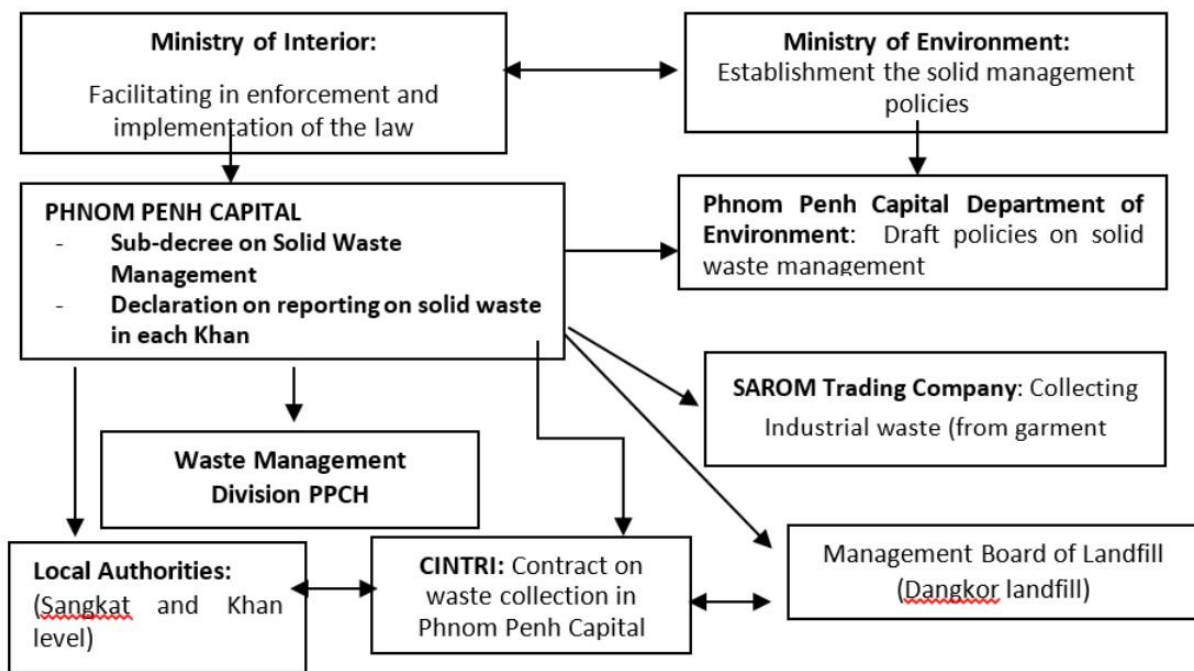 Ministry of Interior:
Facilitating in enforcement and
implementation of the law
Ministry of Environment:
Establishment the solid management
policies
PHNOM PENH CAPITAL
- Sub-decree on Solid Waste
Management
- Declaration on reporting on solid waste
in each Khan
Phnom Penh Capital Department of
Environment: Draft policies on solid
waste management
SAROM Trading Company: Collecting
Industrial waste (from garment
Waste Management
Division PPCH
Local Authorities:
(Sangkat and Khan
level)
CINTRI: Contract on
waste collection in
Phnom Penh Capital
Management Board of Landfill
(Dangkor landfill)